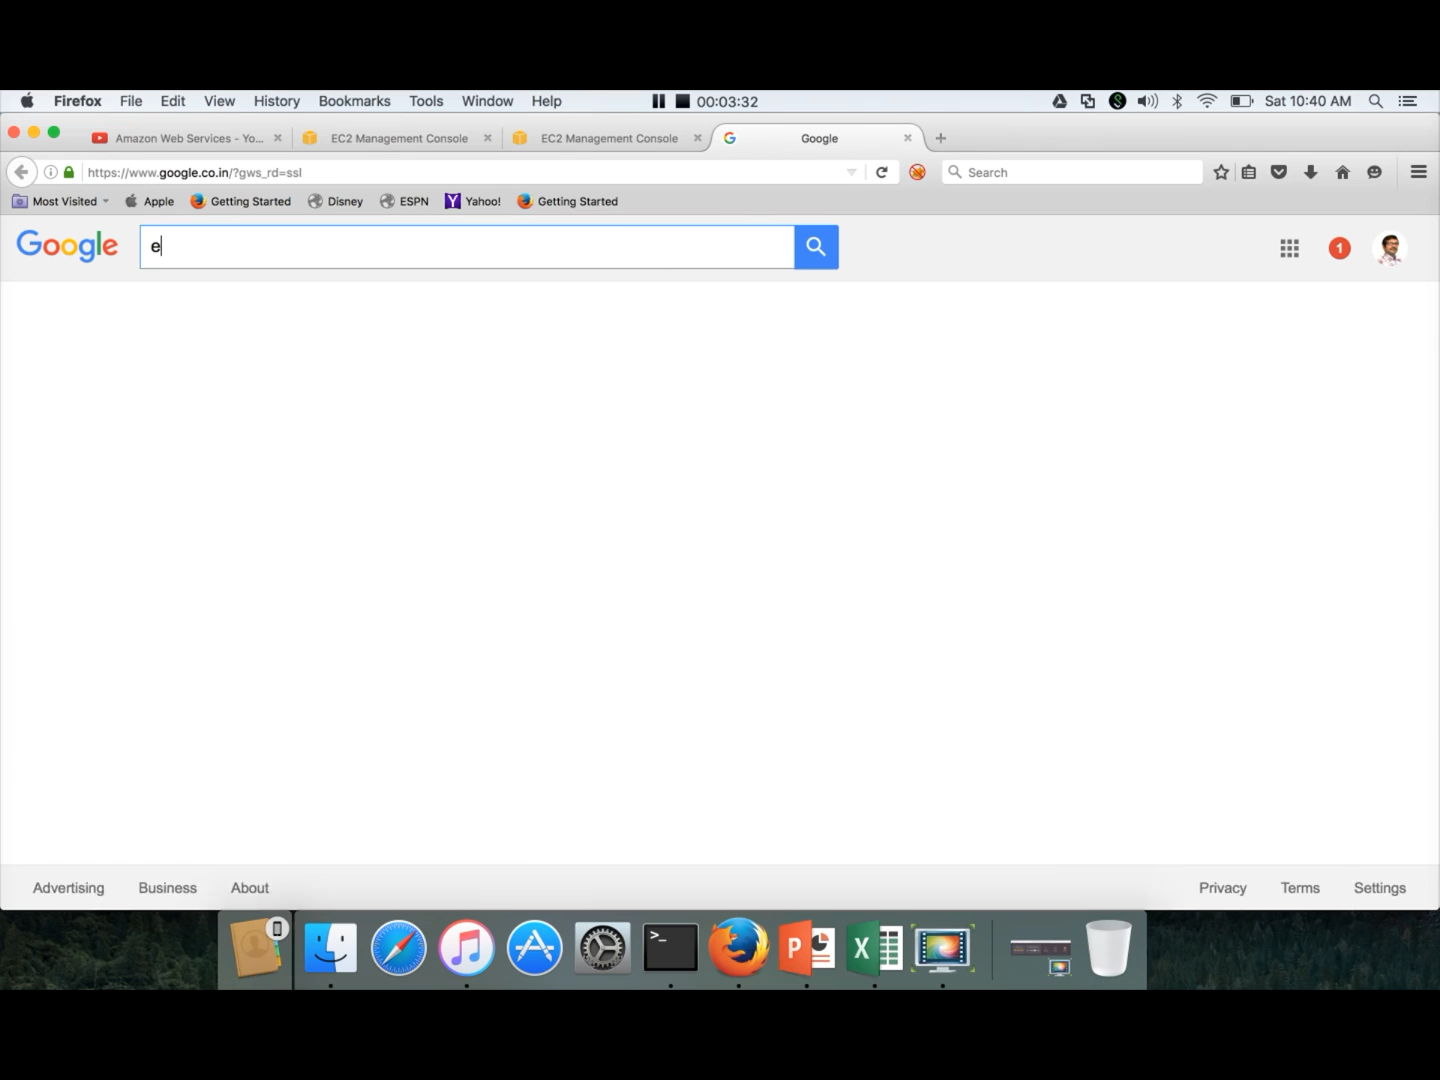 Firefox File Edit View History Bookmarks Tools Window Help 00:03:32 Sat 10:40 AM
Amazon Web Services - Yo... EC2 Management Console EC2 Management Console Google
https://www.google.co.in/?gws_rd=ssl Search
Most Visited Apple Getting Started Disney ESPN Yahoo! Getting Started
Google e 1
Advertising Business About Privacy Terms Settings